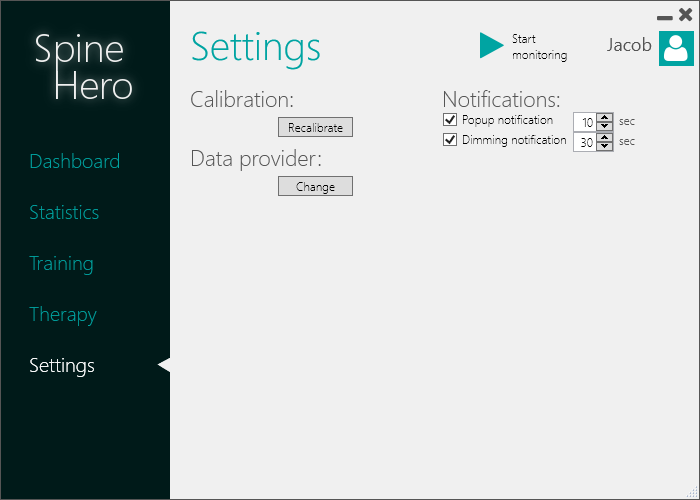 Spine
Hero
Dashboard
Statistics
Training
Therapy
Settings
Settings
Start
monitoring
Jacob
Calibration:
Recalibrate
Data provider:
Change
Notifications:
Popup notification 10 sec
Dimming notification 30 sec